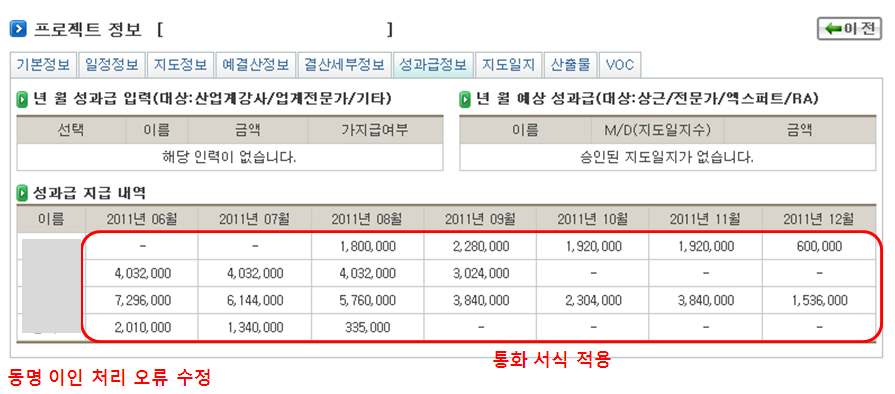 프로젝트 정보 [ ]
이전
기본정보 일정정보 지도정보 예결산정보 결산세부정보 성과급정보 지도일지 산출물 VOC
년 월 성과급 입력(대상:산업계강사/업계전문가/기타)
선택 이름 금액 가지급여부
해당 인력이 없습니다.
년 월 예상 성과급(대상:상근/전문가/엑스퍼트/RA)
이름 M/D(지도일지수) 금액
승인된 지도일지가 없습니다.
성과급 지급 내역
이름 2011년 06월 2011년 07월 2011년 08월 2011년 09월 2011년 10월 2011년 11월 2011년 12월
- - 1,800,000 2,280,000 1,920,000 1,920,000 600,000
4,032,000 4,032,000 4,032,000 3,024,000 - - -
7,296,000 6,144,000 5,760,000 3,840,000 2,304,000 3,840,000 1,536,000
2,010,000 1,340,000 335,000 - - - -
통화 서식 적용
동명 이인 처리 오류 수정